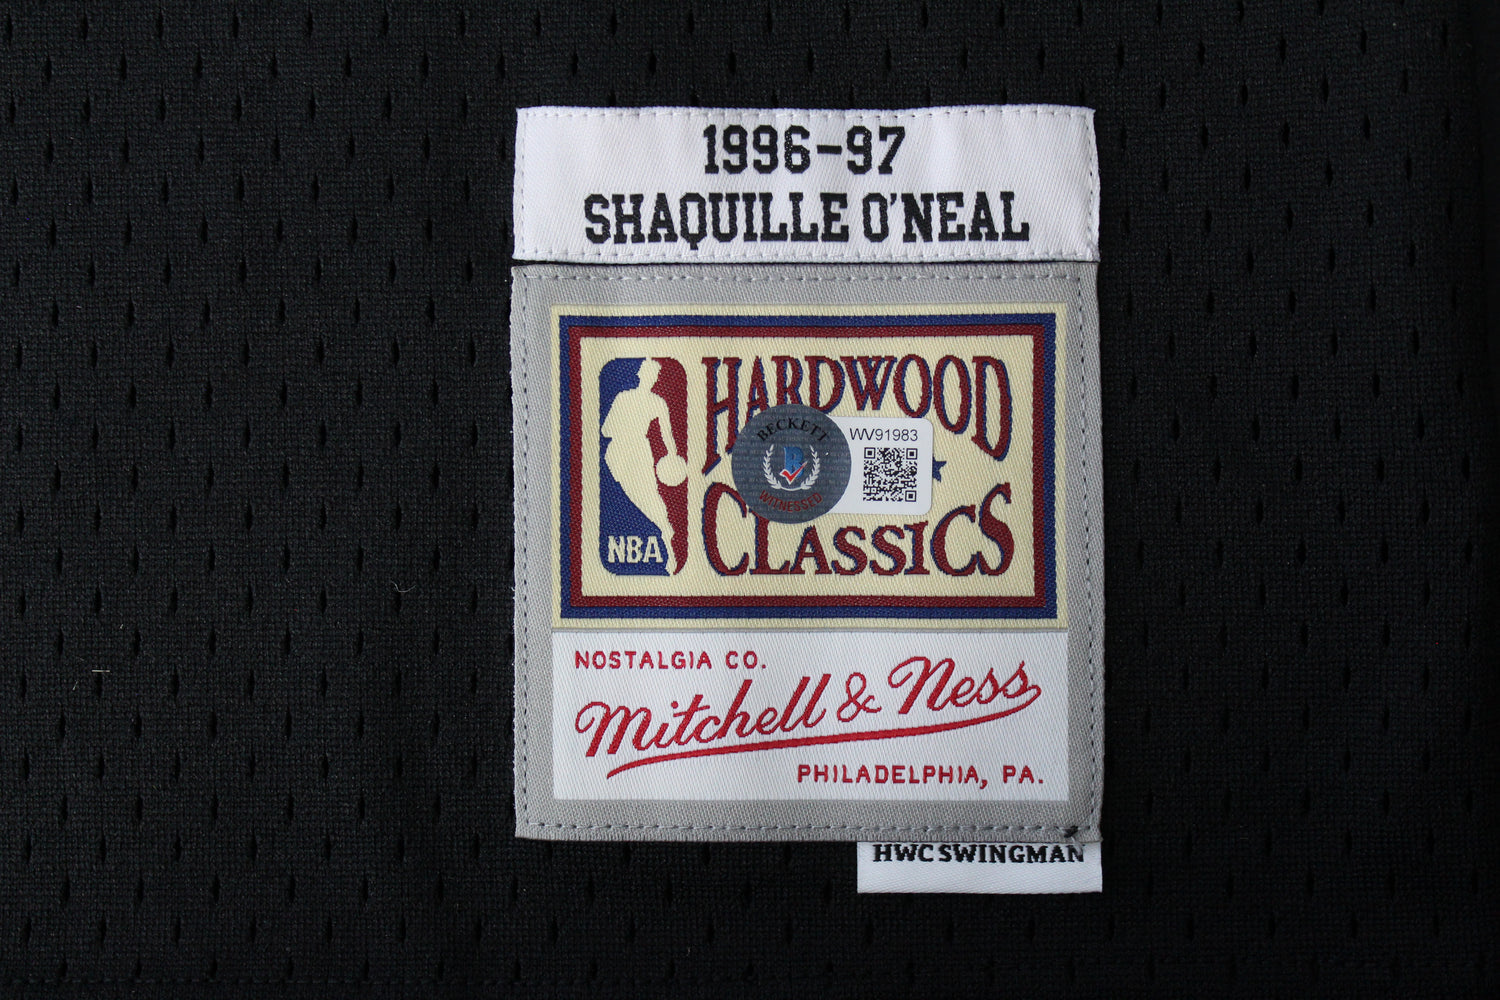 1996-97
SHAQUILLE O'NEAL
HARDWOOD
CLASSICS
NBA
BECKETT
B
WITNESSED
WV91983
NOSTALGIA CO.
Mitchell & Ness
PHILADELPHIA, PA.
HWC SWINGMAN